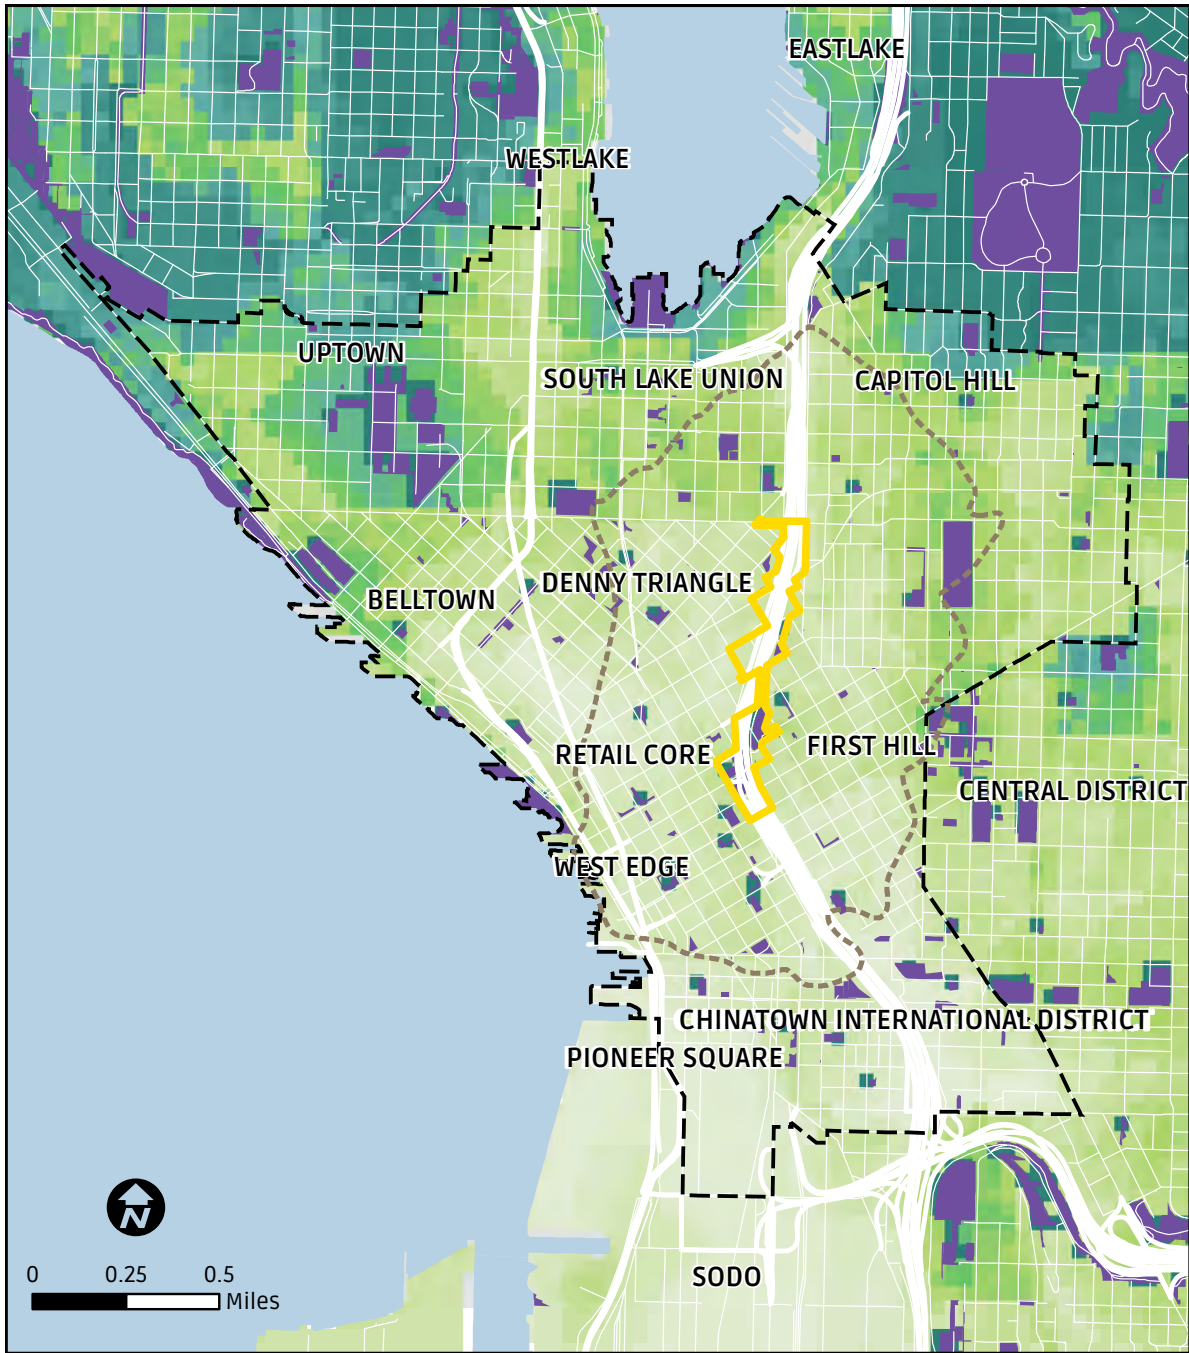 EASTLAKE
WESTLAKE
UPTOWN
SOUTH LAKE UNION
CAPITOL HILL
DENNY TRIANGLE
BELLTOWN
RETAIL CORE
FIRST HILL
CENTRAL DISTRICT
WEST EDGE
CHINATOWN INTERNATIONAL DISTRICT
PIONEER SQUARE
N
SODO
0 0.25 0.5
Miles